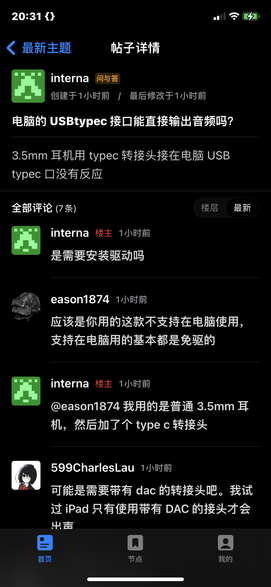 20:31
最新主题
帖子详情
interna 问与答
创建于1小时前 / 最后修改于1小时前
电脑的 USBtypec 接口能直接输出音频吗?
3.5mm 耳机用 typec 转接头接在电脑 USB
typec 口没有反应
全部评论 (7条)
楼层 最新
interna 楼主 1小时前
是需要安装驱动吗
eason1874 1小时前
应该是你用的这款不支持在电脑使用，
支持在电脑用的基本都是免驱的
interna 楼主 1小时前
@eason1874 我用的是普通 3.5mm 耳
机，然后加了个 type c 转接头
599CharlesLau 1小时前
可能是需要带有 dac 的转接头吧。我试
过 iPad 只有使用带有 DAC 的接头才会
出声
首页 节点 我的